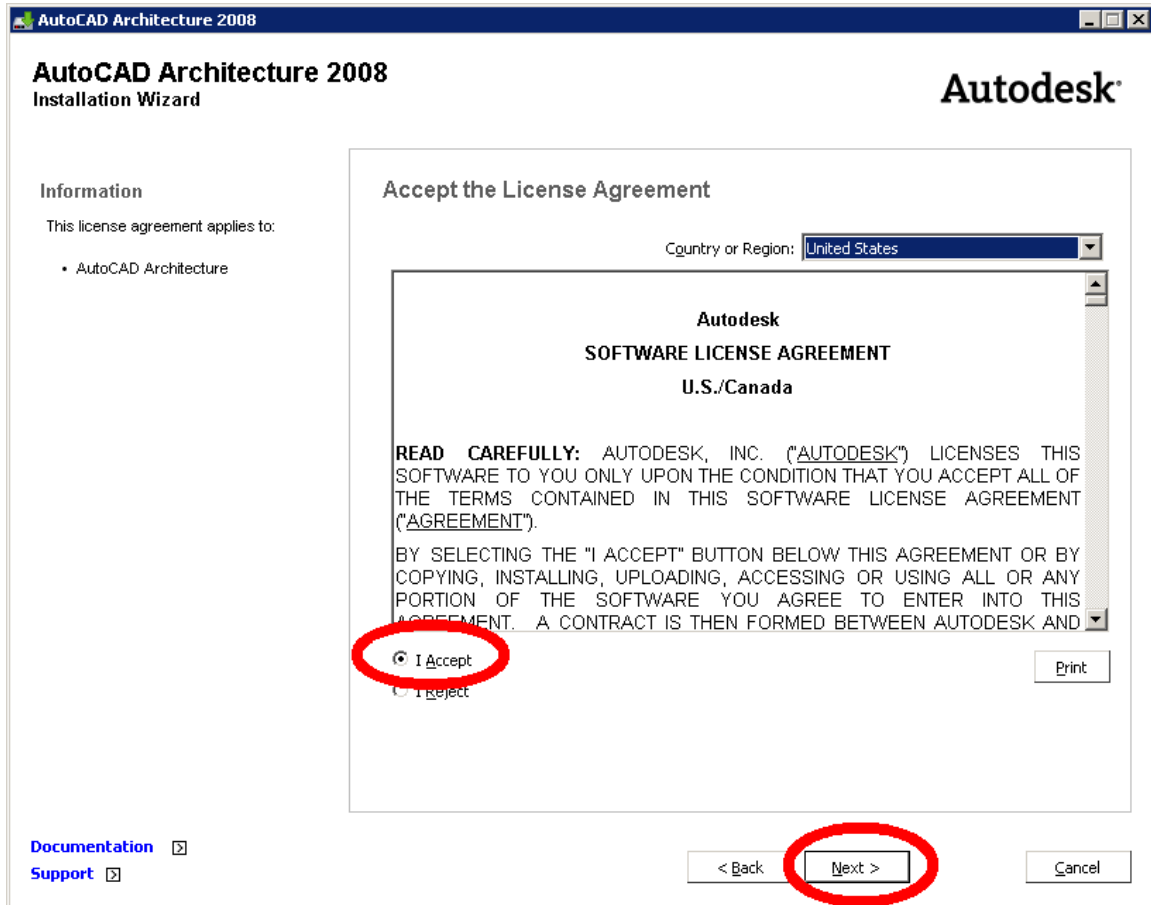 AutoCAD Architecture 2008
AutoCAD Architecture 2008
Installation Wizard
Autodesk
Information
This license agreement applies to:
• AutoCAD Architecture
Accept the License Agreement
Country or Region: United States
Autodesk
SOFTWARE LICENSE AGREEMENT
U.S./Canada
READ CAREFULLY: AUTODESK, INC. ("AUTODESK") LICENSES THIS
SOFTWARE TO YOU ONLY UPON THE CONDITION THAT YOU ACCEPT ALL OF
THE TERMS CONTAINED IN THIS SOFTWARE LICENSE AGREEMENT
("AGREEMENT").
BY SELECTING THE "I ACCEPT" BUTTON BELOW THIS AGREEMENT OR BY
COPYING, INSTALLING, UPLOADING, ACCESSING OR USING ALL OR ANY
PORTION OF THE SOFTWARE YOU AGREE TO ENTER INTO THIS
AGREEMENT. A CONTRACT IS THEN FORMED BETWEEN AUTODESK AND
I Accept
I Reject
Print
Documentation
Support
< Back
Next >
Cancel